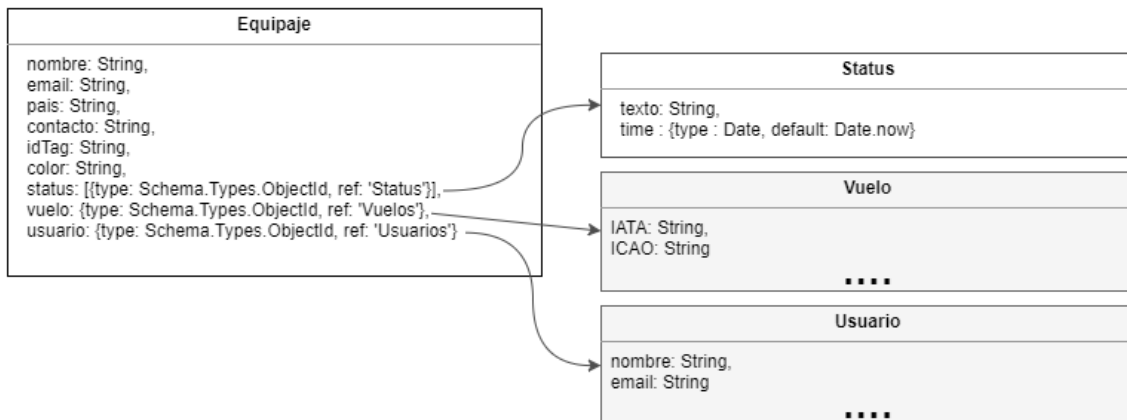 Equipaje
nombre: String,
email: String,
pais: String,
contacto: String,
idTag: String,
color: String,
status: [{type: Schema.Types.ObjectId, ref: 'Status'}],
vuelo: {type: Schema.Types.ObjectId, ref: 'Vuelos'},
usuario: {type: Schema.Types.ObjectId, ref: 'Usuarios'}
Status
texto: String,
time : {type : Date, default: Date.now}
Vuelo
IATA: String,
ICAO: String
....
Usuario
nombre: String,
email: String
....